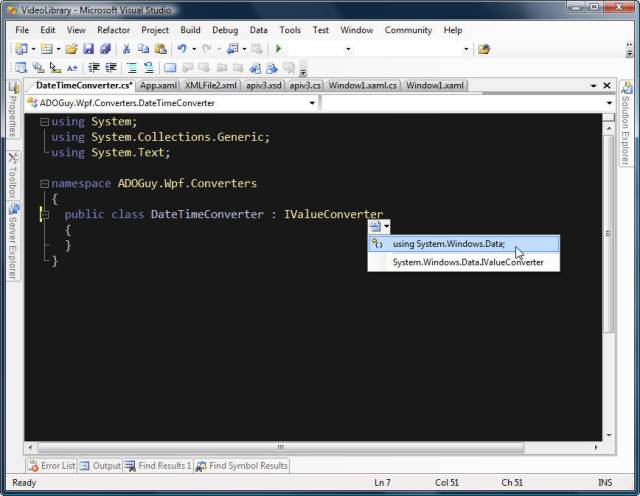 VideoLibrary - Microsoft Visual Studio
File Edit View Refactor Project Build Debug Data Tools Test Window Community Help
DateTimeConverter.cs* App.xaml XMLFile2.xml apiv3.xsd apiv3.cs Window1.xaml.cs Window1.xaml
ADOGuy.Wpf.Converters.DateTimeConverter
Properties
Toolbox
Server Explorer
Solution Explorer
using System;
using System.Collections.Generic;
using System.Text;
namespace ADOGuy.Wpf.Converters
{
public class DateTimeConverter : IValueConverter
{
}
}
using System.Windows.Data;
System.Windows.Data.IValueConverter
Error List Output Find Results 1 Find Symbol Results
Ready Ln 7 Col 51 Ch 51 INS